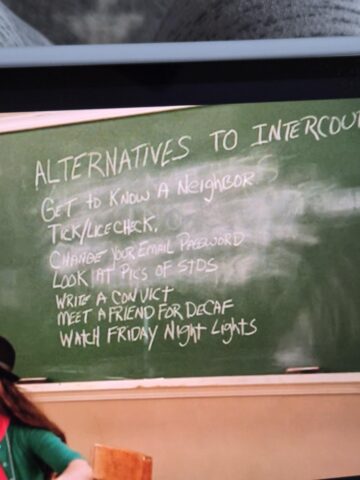 ALTERNATIVES TO INTERCOU
GET TO KNOW A NEIGHBOR
TICK/LICE CHECK.
CHANGE YOUR EMAIL PASSWORD
LOOK AT PICS OF STDS
WRITE A CONVICT
MEET A FRIEND FOR DECAF
WATCH FRIDAY NIGHT LIGHTS